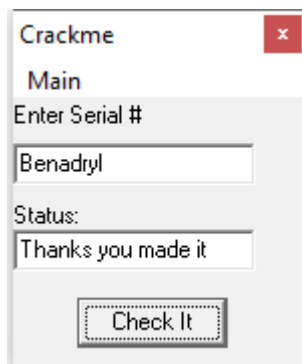 Crackme
x
Main
Enter Serial #
Benadryl
Status:
Thanks you made it
Check It